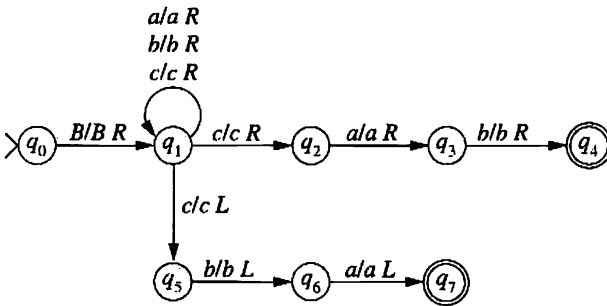 a/a R
b/b R
c/c R
q0 B/B R q1 c/c R q2 a/a R q3 b/b R q4
c/c L
q5 b/b L q6 a/a L q7